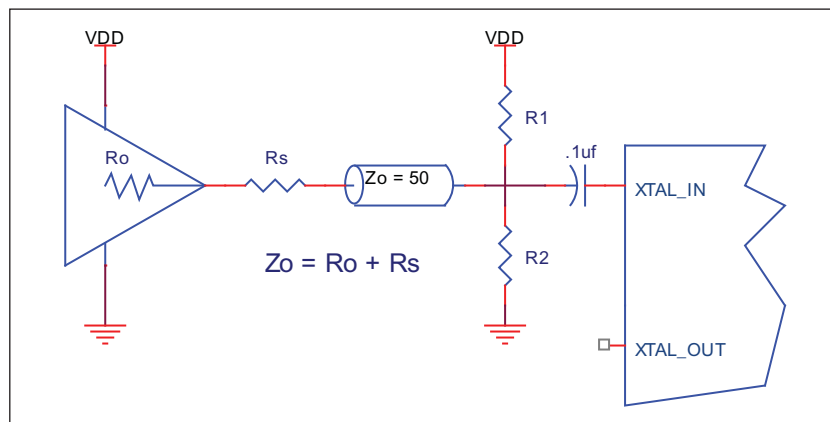 VDD
VDD
R1
Ro
Rs
Zo = 50
.1uf
XTAL_IN
Zo = Ro + Rs
R2
XTAL_OUT